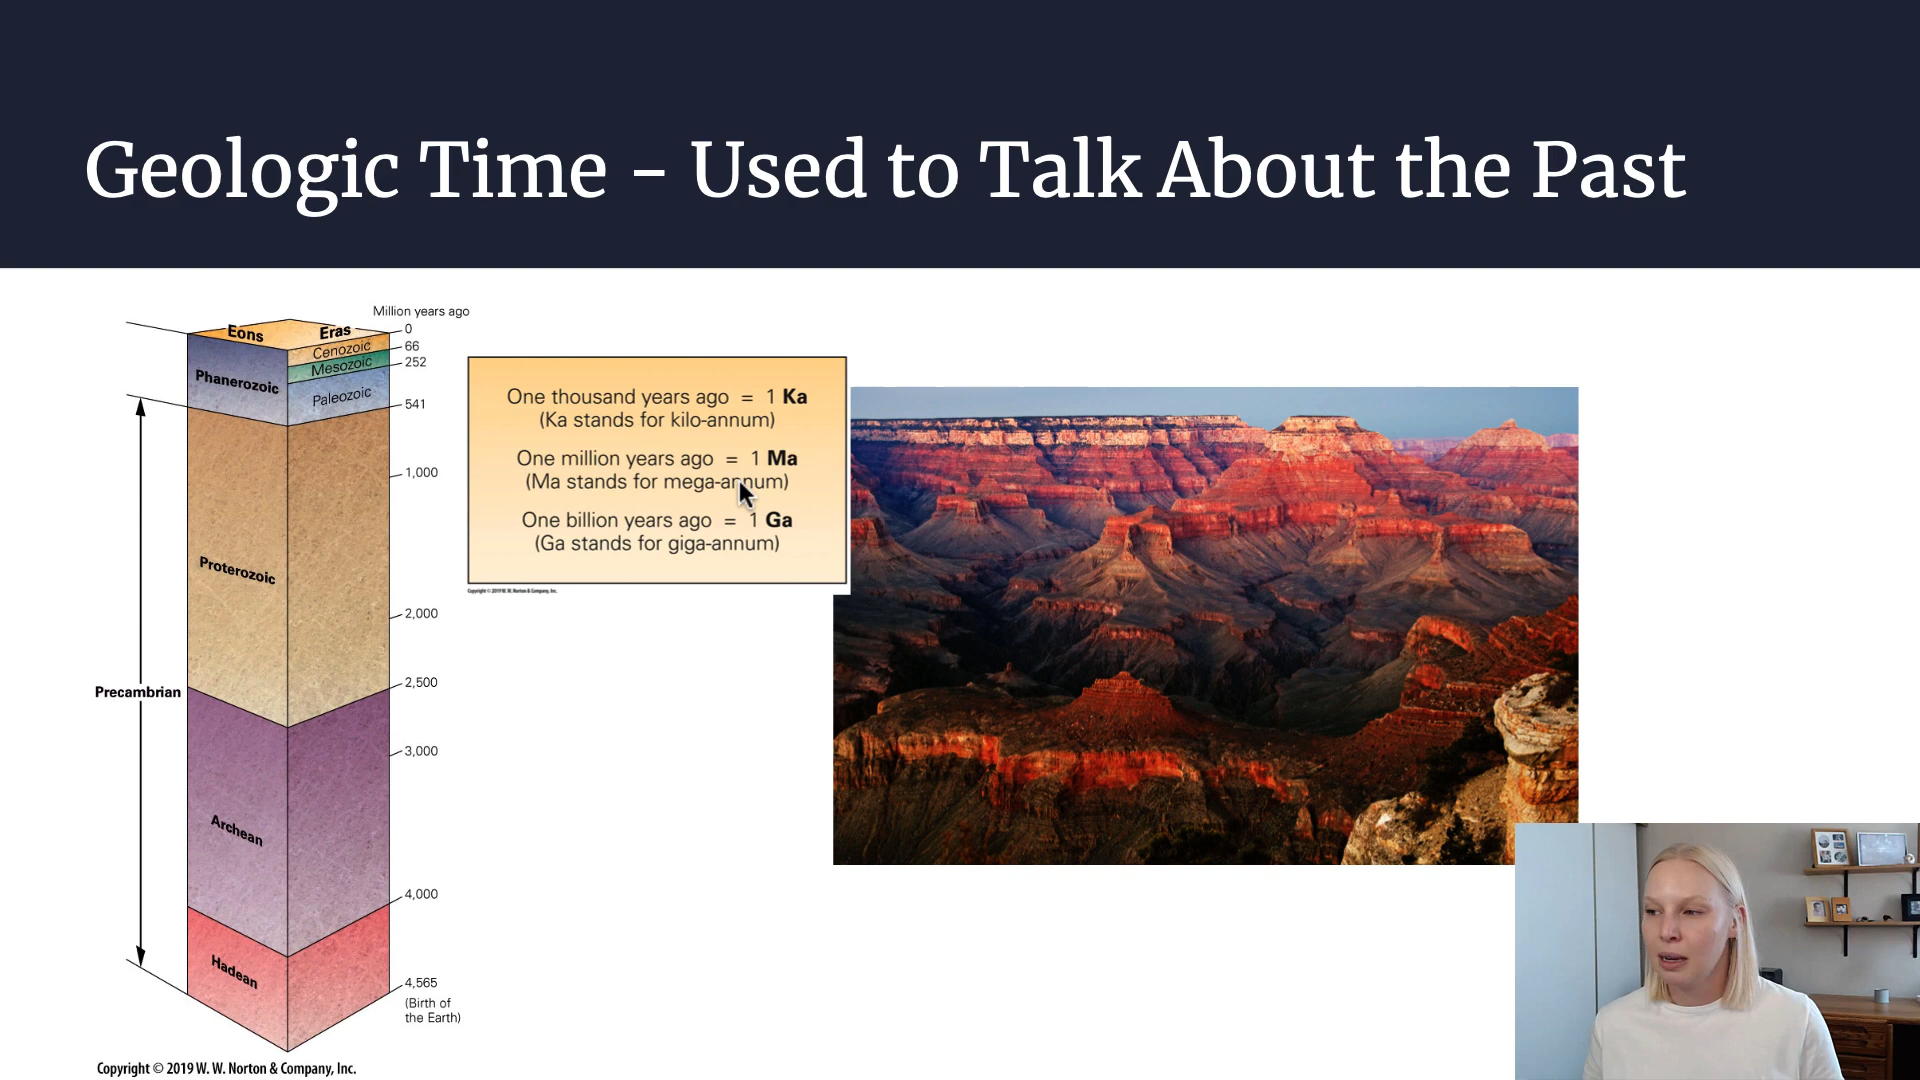 Geologic Time - Used to Talk About the Past
Million years ago
Eons
Eras
0
Cenozoic
66
Mesozoic
252
Phanerozoic
Paleozoic
541
One thousand years ago = 1 Ka
(Ka stands for kilo-annum)
One million years ago = 1 Ma
(Ma stands for mega-annum)
One billion years ago = 1 Ga
(Ga stands for giga-annum)
Copyright © 2019 W. W. Norton & Company, Inc.
1,000
Proterozoic
2,000
2,500
Precambrian
3,000
Archean
4,000
Hadean
4,565
(Birth of
the Earth)
Copyright © 2019 W. W. Norton & Company, Inc.